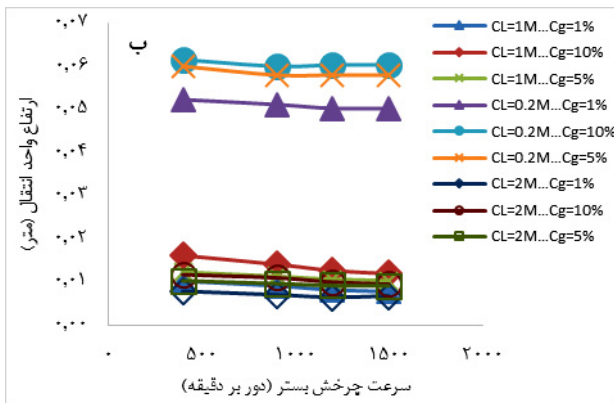 ب
۰,۰۷
۰,۰۶
۰,۰۵
۰,۰۴
۰,۰۳
۰,۰۲
۰,۰۱
۰,۰۰
ارتفاع واحد انتقال (متر)
۰ ۵۰۰ ۱۰۰۰ ۱۵۰۰ ۲۰۰۰
سرعت چرخش بستر (دور بر دقیقه)
CL=1M...Cg=1%
CL=1M...Cg=10%
CL=1M...Cg=5%
CL=0.2M...Cg=1%
CL=0.2M...Cg=10%
CL=0.2M...Cg=5%
CL=2M...Cg=1%
CL=2M...Cg=10%
CL=2M...Cg=5%